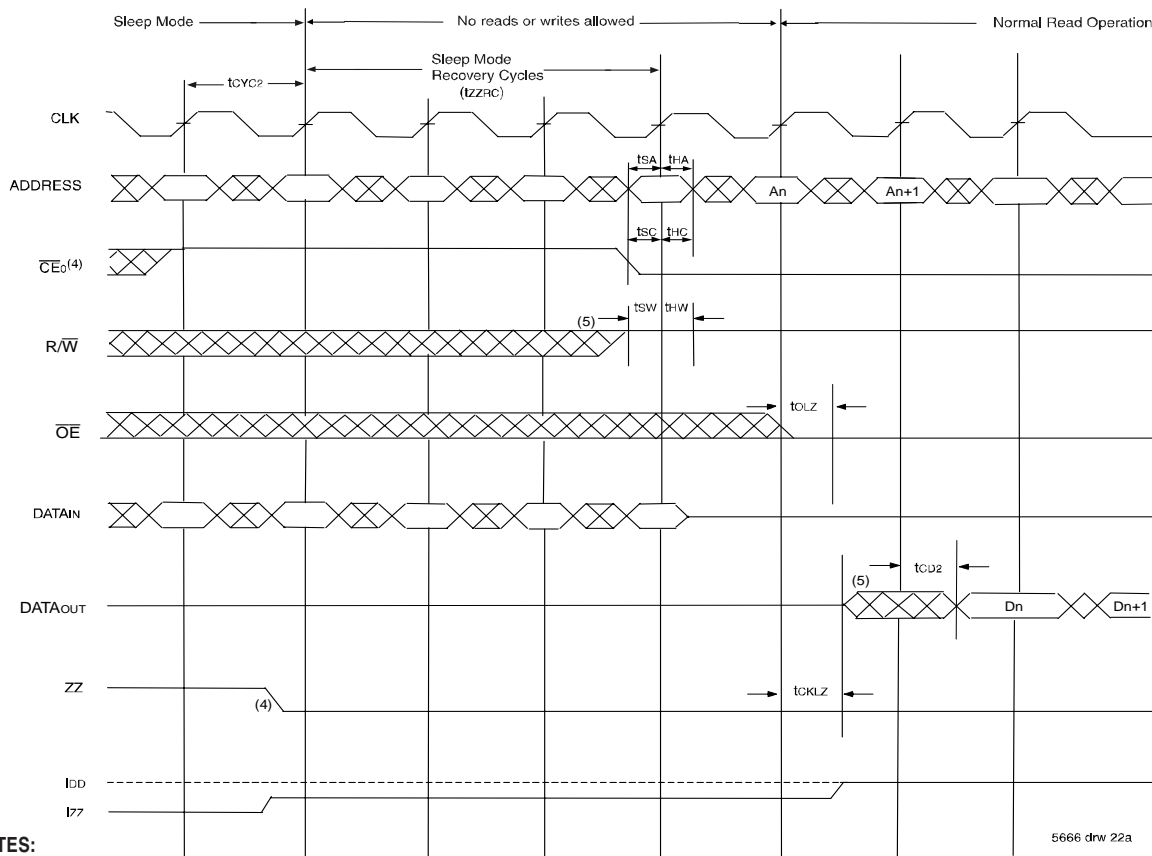 Sleep Mode No reads or writes allowed Normal Read Operation
Sleep Mode
Recovery Cycles
(tZZRC)
tCYC2
CLK
tSA tHA
ADDRESS An An+1
tSC tHC
CE0(4)
tSW tHW
(5)
R/W
tOLZ
OE
DATAIN
tCD2
(5)
DATAOUT Dn Dn+1
ZZ
(4)
tCKLZ
IDD
IZZ
5666 drw 22a
TES: